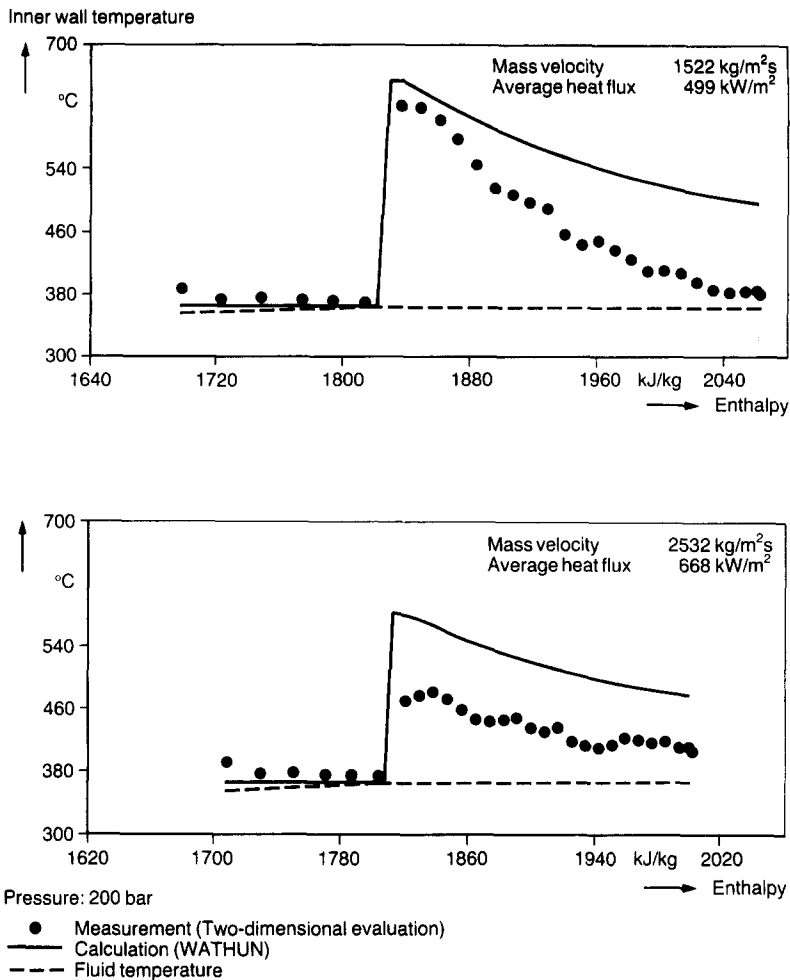 Inner wall temperature
700
Mass velocity 1522 kg/m²s
°C
Average heat flux 499 kW/m²
540
460
380
300
1640 1720 1800 1880 1960 kJ/kg 2040
Enthalpy
700
Mass velocity 2532 kg/m²s
Average heat flux 668 kW/m²
°C
540
460
380
300
1620 1700 1780 1860 1940 kJ/kg 2020
Enthalpy
Pressure: 200 bar
Measurement (Two-dimensional evaluation)
Calculation (WATHUN)
Fluid temperature